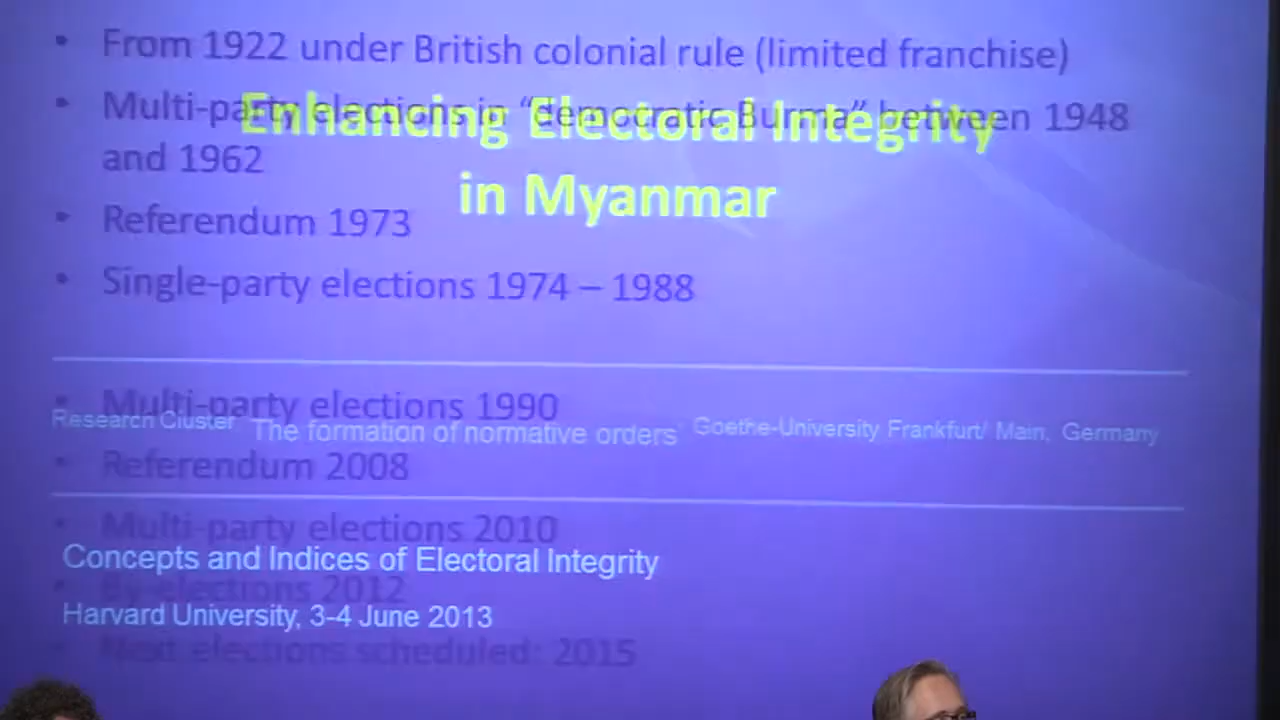 • From 1922 under British colonial rule (limited franchise)
• Multi-party elections in “democratic Burma” between 1948
and 1962
Enhancing Electoral Integrity
in Myanmar
• Referendum 1973
• Single-party elections 1974 – 1988
• Multi-party elections 1990
Research Cluster "The formation of normative orders" Goethe-University Frankfurt/ Main, Germany
• Referendum 2008
• Multi-party elections 2010
Concepts and Indices of Electoral Integrity
• By-elections 2012
Harvard University, 3-4 June 2013
• Next elections scheduled: 2015